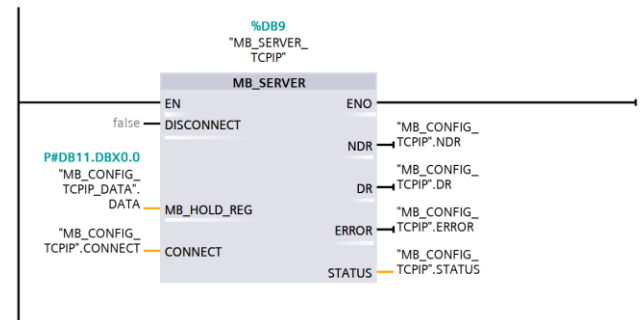 %DB9
"MB_SERVER_
TCPIP"
MB_SERVER
EN
ENO
false
DISCONNECT
NDR
"MB_CONFIG_
TCPIP".NDR
P#DB11.DBX0.0
"MB_CONFIG_
TCPIP_DATA".
DATA
MB_HOLD_REG
DR
"MB_CONFIG_
TCPIP".DR
"MB_CONFIG_
TCPIP".CONNECT
CONNECT
ERROR
"MB_CONFIG_
TCPIP".ERROR
STATUS
"MB_CONFIG_
TCPIP".STATUS